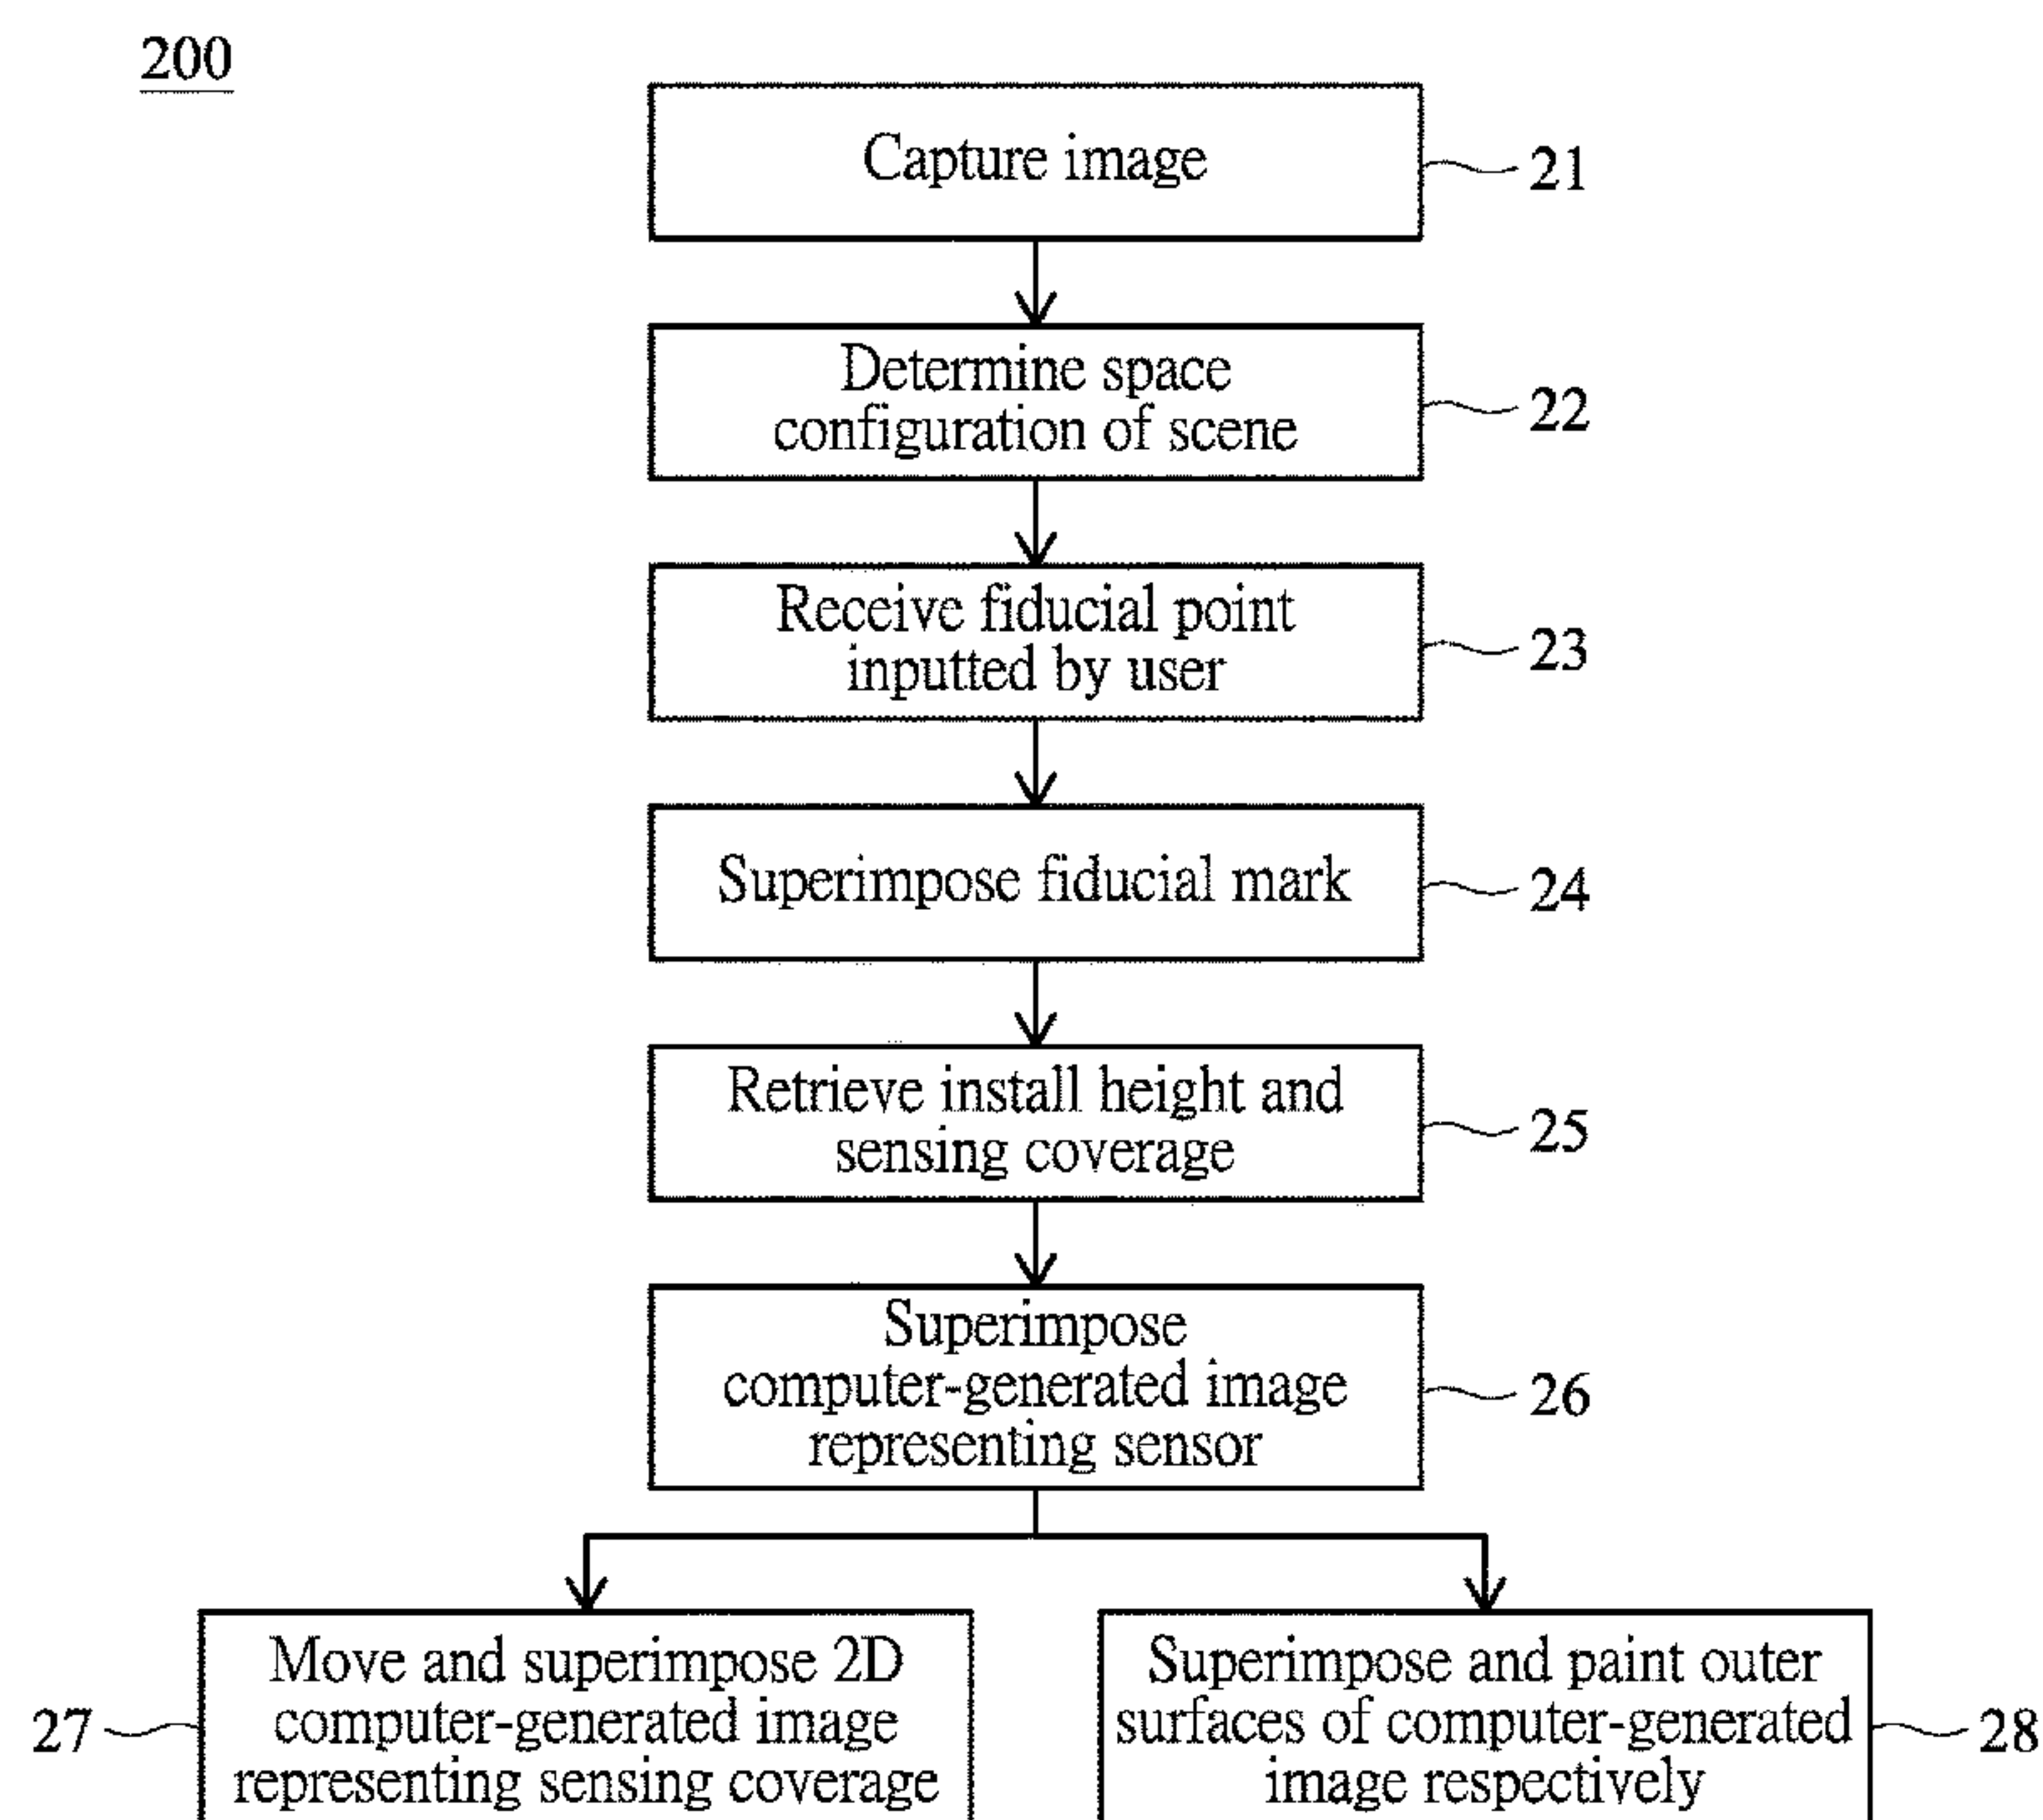 200
Capture image
21
Determine space
configuration of scene
22
Receive fiducial point
inputted by user
23
Superimpose fiducial mark
24
Retrieve install height and
sensing coverage
25
Superimpose
computer-generated image
representing sensor
26
Move and superimpose 2D
computer-generated image
representing sensing coverage
27
Superimpose and paint outer
surfaces of computer-generated
image respectively
28